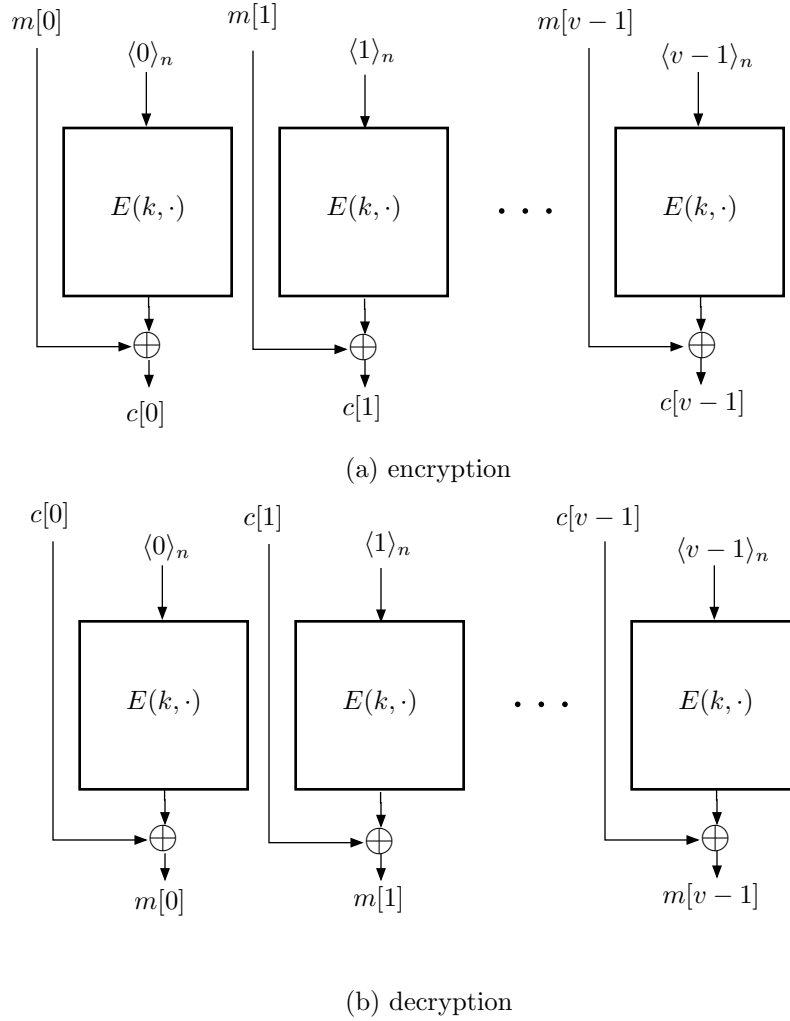 m[0] m[1] m[v − 1]
⟨0⟩ₙ ⟨1⟩ₙ ⟨v − 1⟩ₙ
E(k, ·) E(k, ·) · · · E(k, ·)
c[0] c[1] c[v − 1]
(a) encryption
c[0] c[1] c[v − 1]
⟨0⟩ₙ ⟨1⟩ₙ ⟨v − 1⟩ₙ
E(k, ·) E(k, ·) · · · E(k, ·)
m[0] m[1] m[v − 1]
(b) decryption